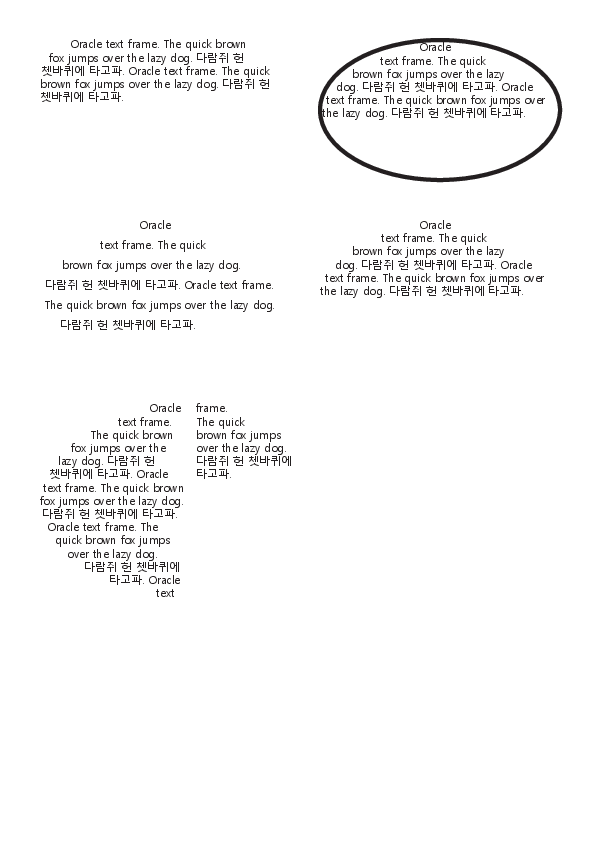 Oracle text frame. The quick brown
fox jumps over the lazy dog. 다람쥐 헌
쳇바퀴에 타고파. Oracle text frame. The quick
brown fox jumps over the lazy dog. 다람쥐 헌
쳇바퀴에 타고파.
Oracle
text frame. The quick
brown fox jumps over the lazy
dog. 다람쥐 헌 쳇바퀴에 타고파. Oracle
text frame. The quick brown fox jumps over
the lazy dog. 다람쥐 헌 쳇바퀴에 타고파.
Oracle
text frame. The quick
brown fox jumps over the lazy dog.
다람쥐 헌 쳇바퀴에 타고파. Oracle text frame.
The quick brown fox jumps over the lazy dog.
다람쥐 헌 쳇바퀴에 타고파.
Oracle
text frame. The quick
brown fox jumps over the lazy
dog. 다람쥐 헌 쳇바퀴에 타고파. Oracle
text frame. The quick brown fox jumps over
the lazy dog. 다람쥐 헌 쳇바퀴에 타고파.
Oracle
text frame.
The quick brown
fox jumps over the
lazy dog. 다람쥐 헌
쳇바퀴에 타고파. Oracle
text frame. The quick brown
fox jumps over the lazy dog.
다람쥐 헌 쳇바퀴에 타고파.
Oracle text frame. The
quick brown fox jumps
over the lazy dog.
다람쥐 헌 쳇바퀴에
타고파. Oracle
text
frame.
The quick
brown fox jumps
over the lazy dog.
다람쥐 헌 쳇바퀴에
타고파.